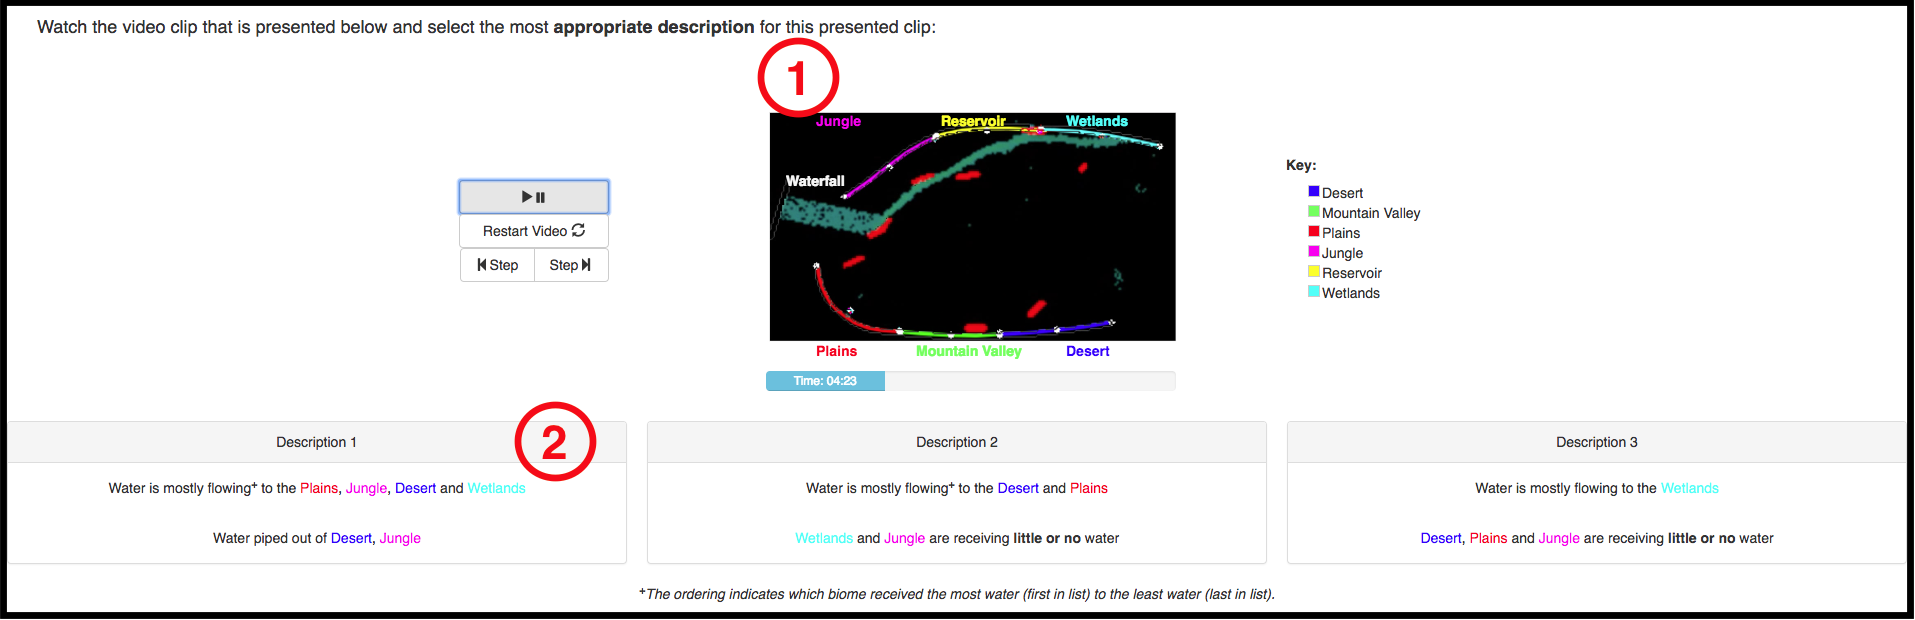 Watch the video clip that is presented below and select the most appropriate description for this presented clip:
1
Jungle
Reservoir
Wetlands
Waterfall
Restart Video
Step
Step
Plains
Mountain Valley
Desert
Time: 04:23
Key:
Desert
Mountain Valley
Plains
Jungle
Reservoir
Wetlands
Description 1
2
Water is mostly flowing+ to the Plains, Jungle, Desert and Wetlands
Water piped out of Desert, Jungle
Description 2
Water is mostly flowing+ to the Desert and Plains
Wetlands and Jungle are receiving little or no water
Description 3
Water is mostly flowing to the Wetlands
Desert, Plains and Jungle are receiving little or no water
+The ordering indicates which biome received the most water (first in list) to the least water (last in list).